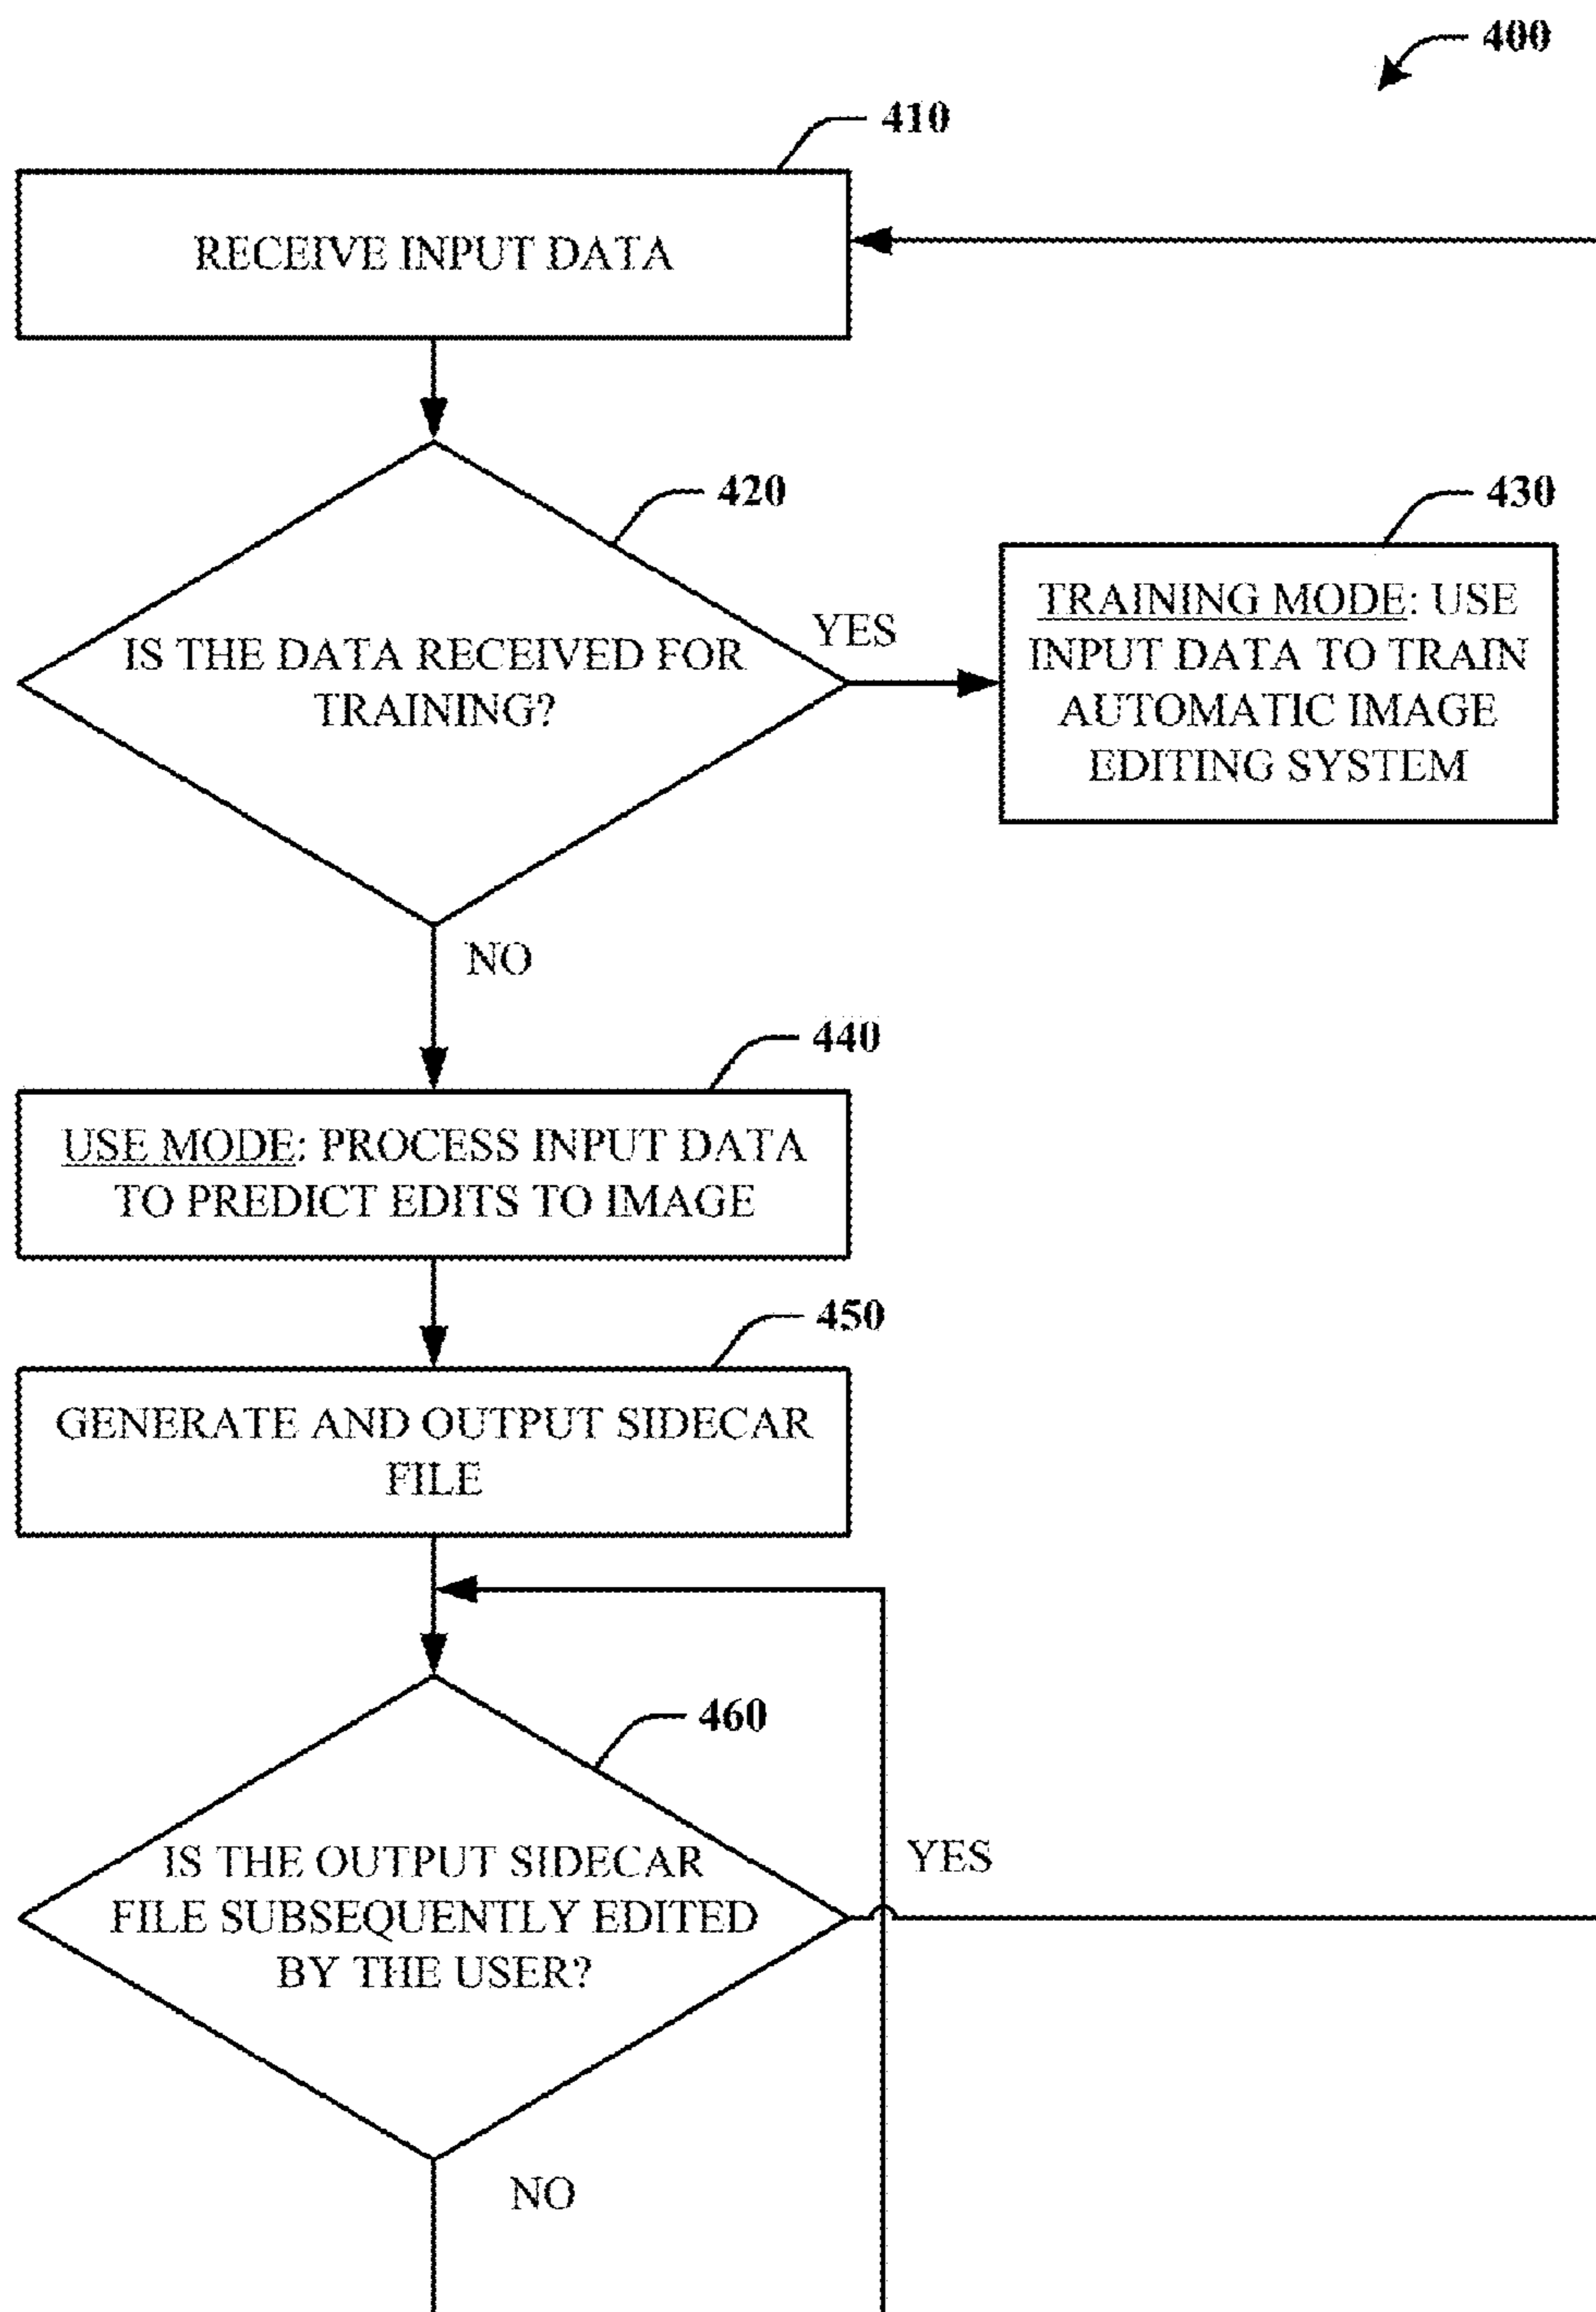 400
410
RECEIVE INPUT DATA
420
430
IS THE DATA RECEIVED FOR
TRAINING?
YES
TRAINING MODE: USE
INPUT DATA TO TRAIN
AUTOMATIC IMAGE
EDITING SYSTEM
NO
440
USE MODE: PROCESS INPUT DATA
TO PREDICT EDITS TO IMAGE
450
GENERATE AND OUTPUT SIDECAR
FILE
460
IS THE OUTPUT SIDECAR
FILE SUBSEQUENTLY EDITED
BY THE USER?
YES
NO